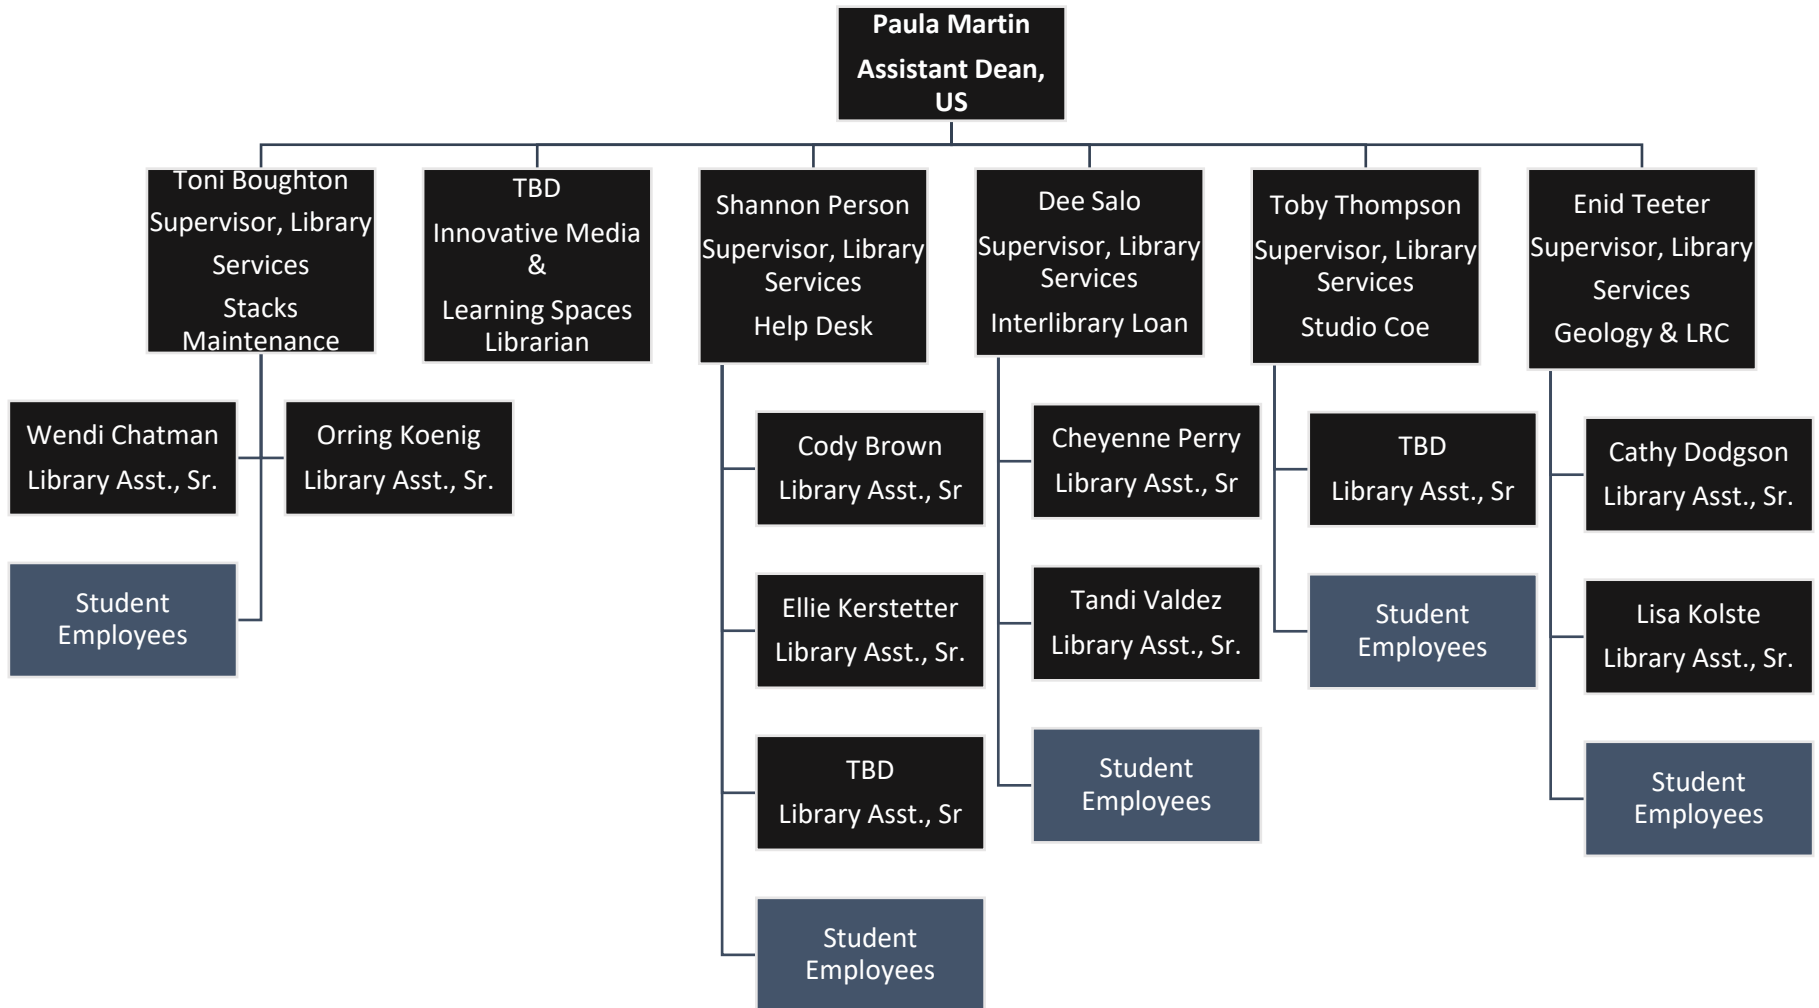 Paula Martin
Assistant Dean,
US
Toni Boughton
Supervisor, Library
Services
Stacks
Maintenance
TBD
Innovative Media
&
Learning Spaces
Librarian
Shannon Person
Supervisor, Library
Services
Help Desk
Dee Salo
Supervisor, Library
Services
Interlibrary Loan
Toby Thompson
Supervisor, Library
Services
Studio Coe
Enid Teeter
Supervisor, Library
Services
Geology & LRC
Wendi Chatman
Library Asst., Sr.
Orring Koenig
Library Asst., Sr.
Student
Employees
Cody Brown
Library Asst., Sr
Ellie Kerstetter
Library Asst., Sr.
TBD
Library Asst., Sr
Student
Employees
Cheyenne Perry
Library Asst., Sr
Tandi Valdez
Library Asst., Sr.
Student
Employees
TBD
Library Asst., Sr
Student
Employees
Cathy Dodgson
Library Asst., Sr.
Lisa Kolste
Library Asst., Sr.
Student
Employees